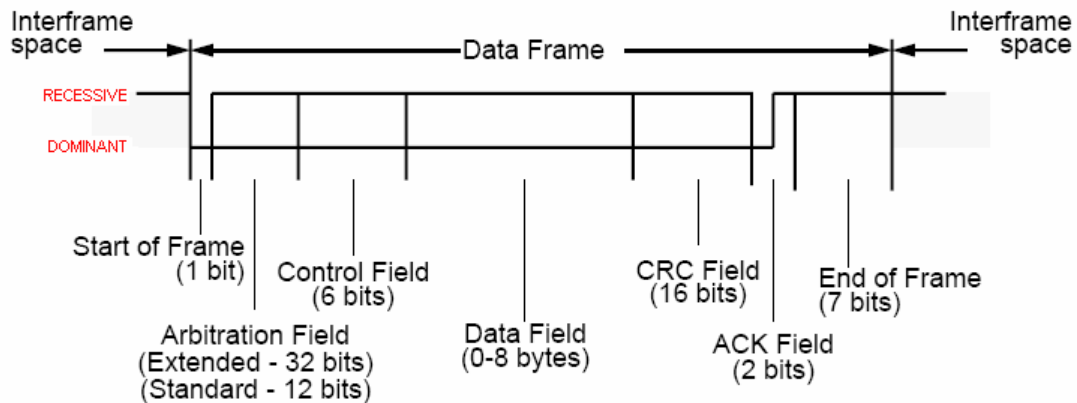 Interframe
space
Data Frame
Interframe
space
RECESSIVE
DOMINANT
Start of Frame
(1 bit)
Control Field
(6 bits)
CRC Field
(16 bits)
End of Frame
(7 bits)
Arbitration Field
(Extended - 32 bits)
(Standard - 12 bits)
Data Field
(0-8 bytes)
ACK Field
(2 bits)